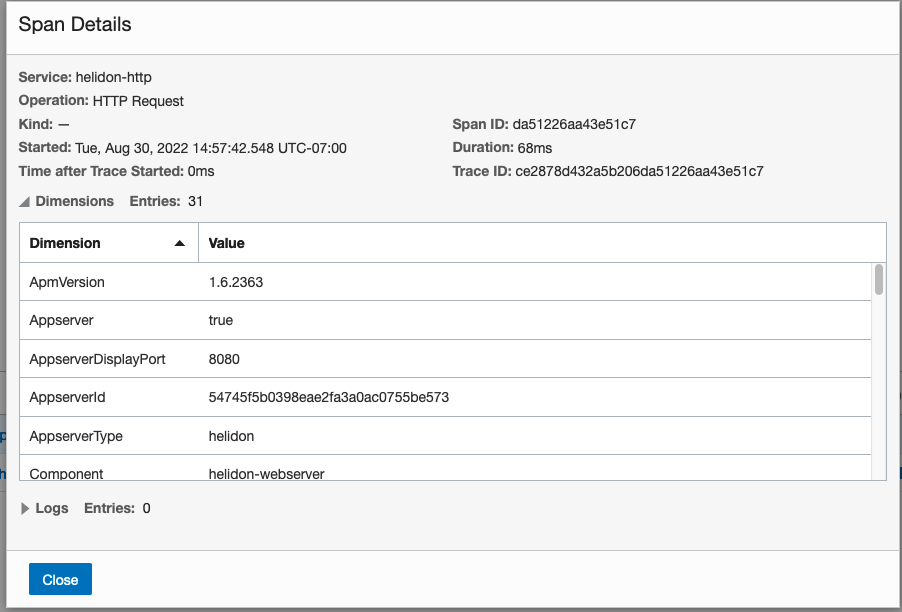 Span Details
Service: helidon-http
Operation: HTTP Request
Kind: — Span ID: da51226aa43e51c7
Started: Tue, Aug 30, 2022 14:57:42.548 UTC-07:00 Duration: 68ms
Time after Trace Started: 0ms Trace ID: ce2878d432a5b206da51226aa43e51c7
Dimensions Entries: 31
Dimension Value
ApmVersion 1.6.2363
Appserver true
AppserverDisplayPort 8080
AppserverId 54745f5b0398eae2fa3a0ac0755be573
AppserverType helidon
Component helidon-webserver
Logs Entries: 0
Close